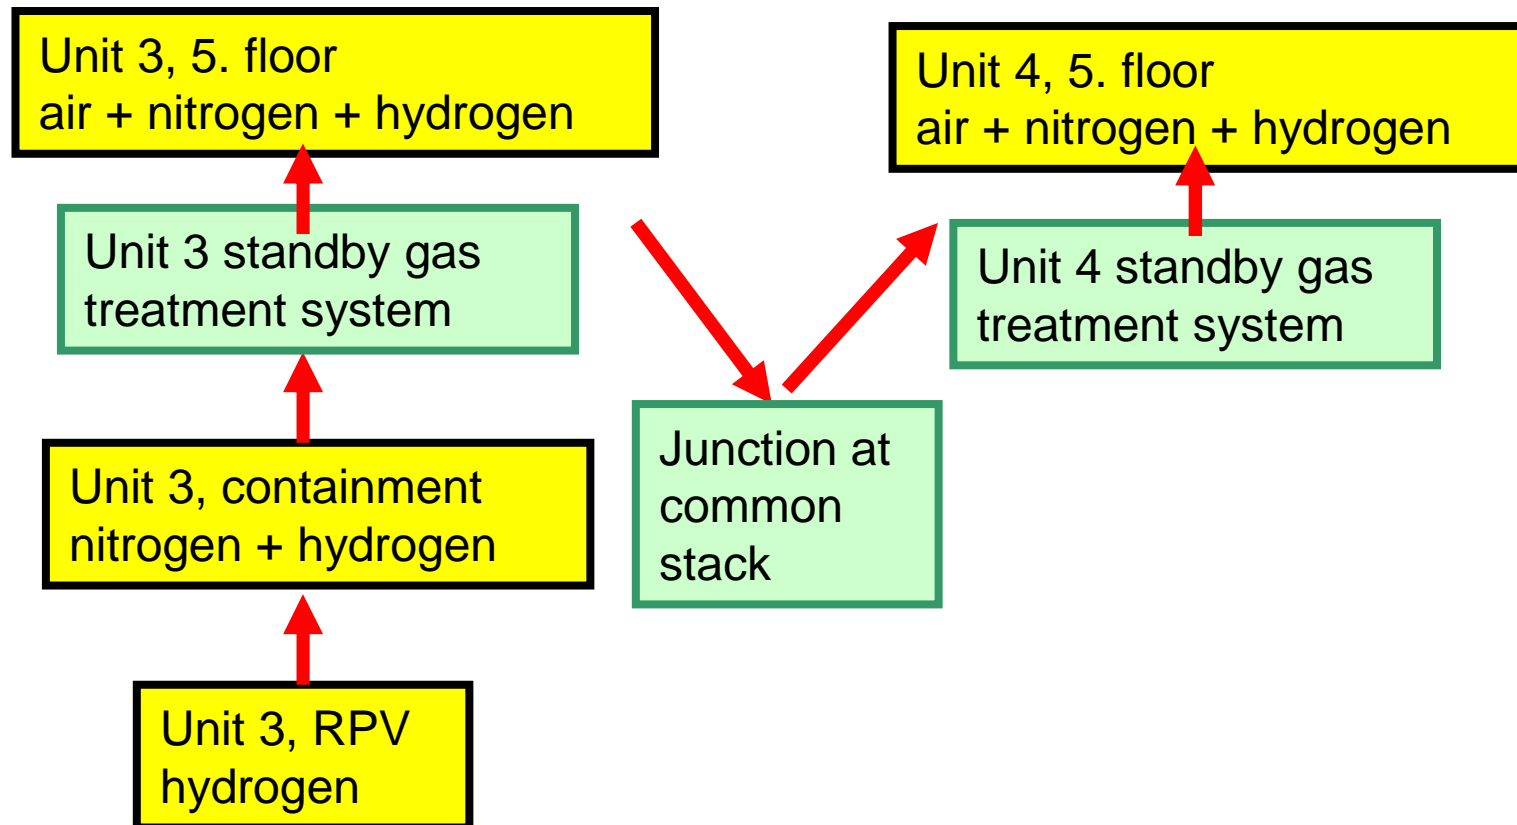 Unit 3, 5. floor
air + nitrogen + hydrogen
Unit 4, 5. floor
air + nitrogen + hydrogen
Unit 3 standby gas
treatment system
Unit 4 standby gas
treatment system
Junction at
common
stack
Unit 3, containment
nitrogen + hydrogen
Unit 3, RPV
hydrogen